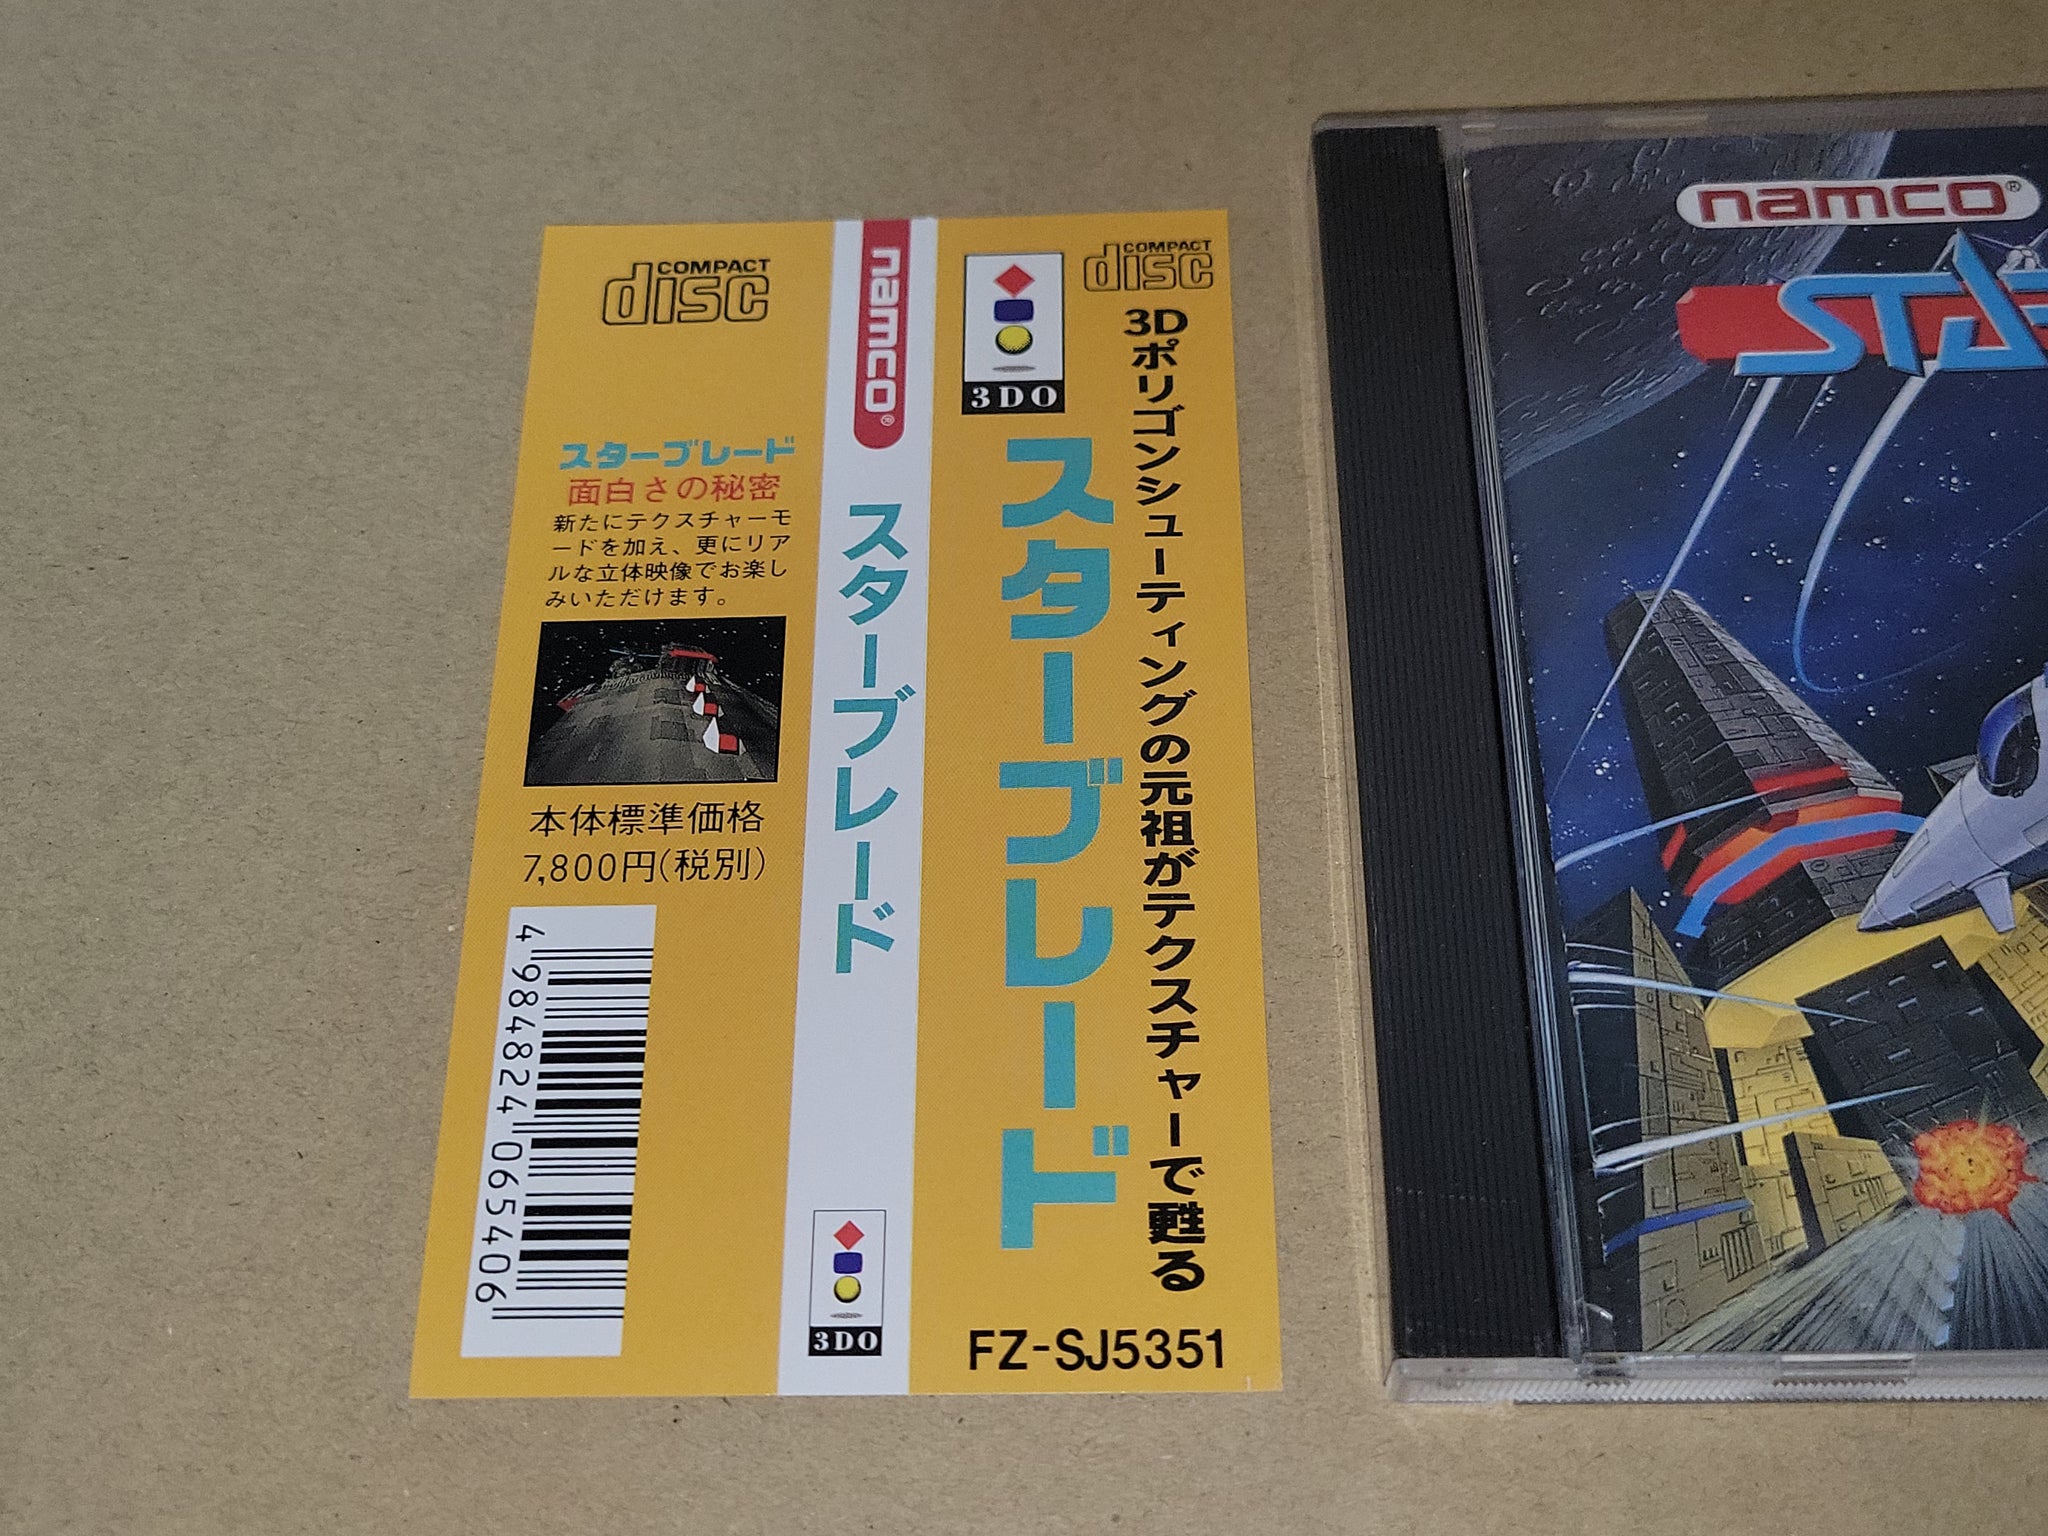 COMPACT
disc
スターブレード
面白さの秘密
新たにテクスチャーモ
ードを加え、更にリア
ルな立体映像でお楽し
みいただけます。
本体標準価格
7,800円(税別)
4 984824 065406
namco®
スターブレード
3DO
COMPACT
disc
3DO
3Dポリゴンシューティングの元祖がテクスチャーで甦る
スターブレード
FZ-SJ5351
namco®